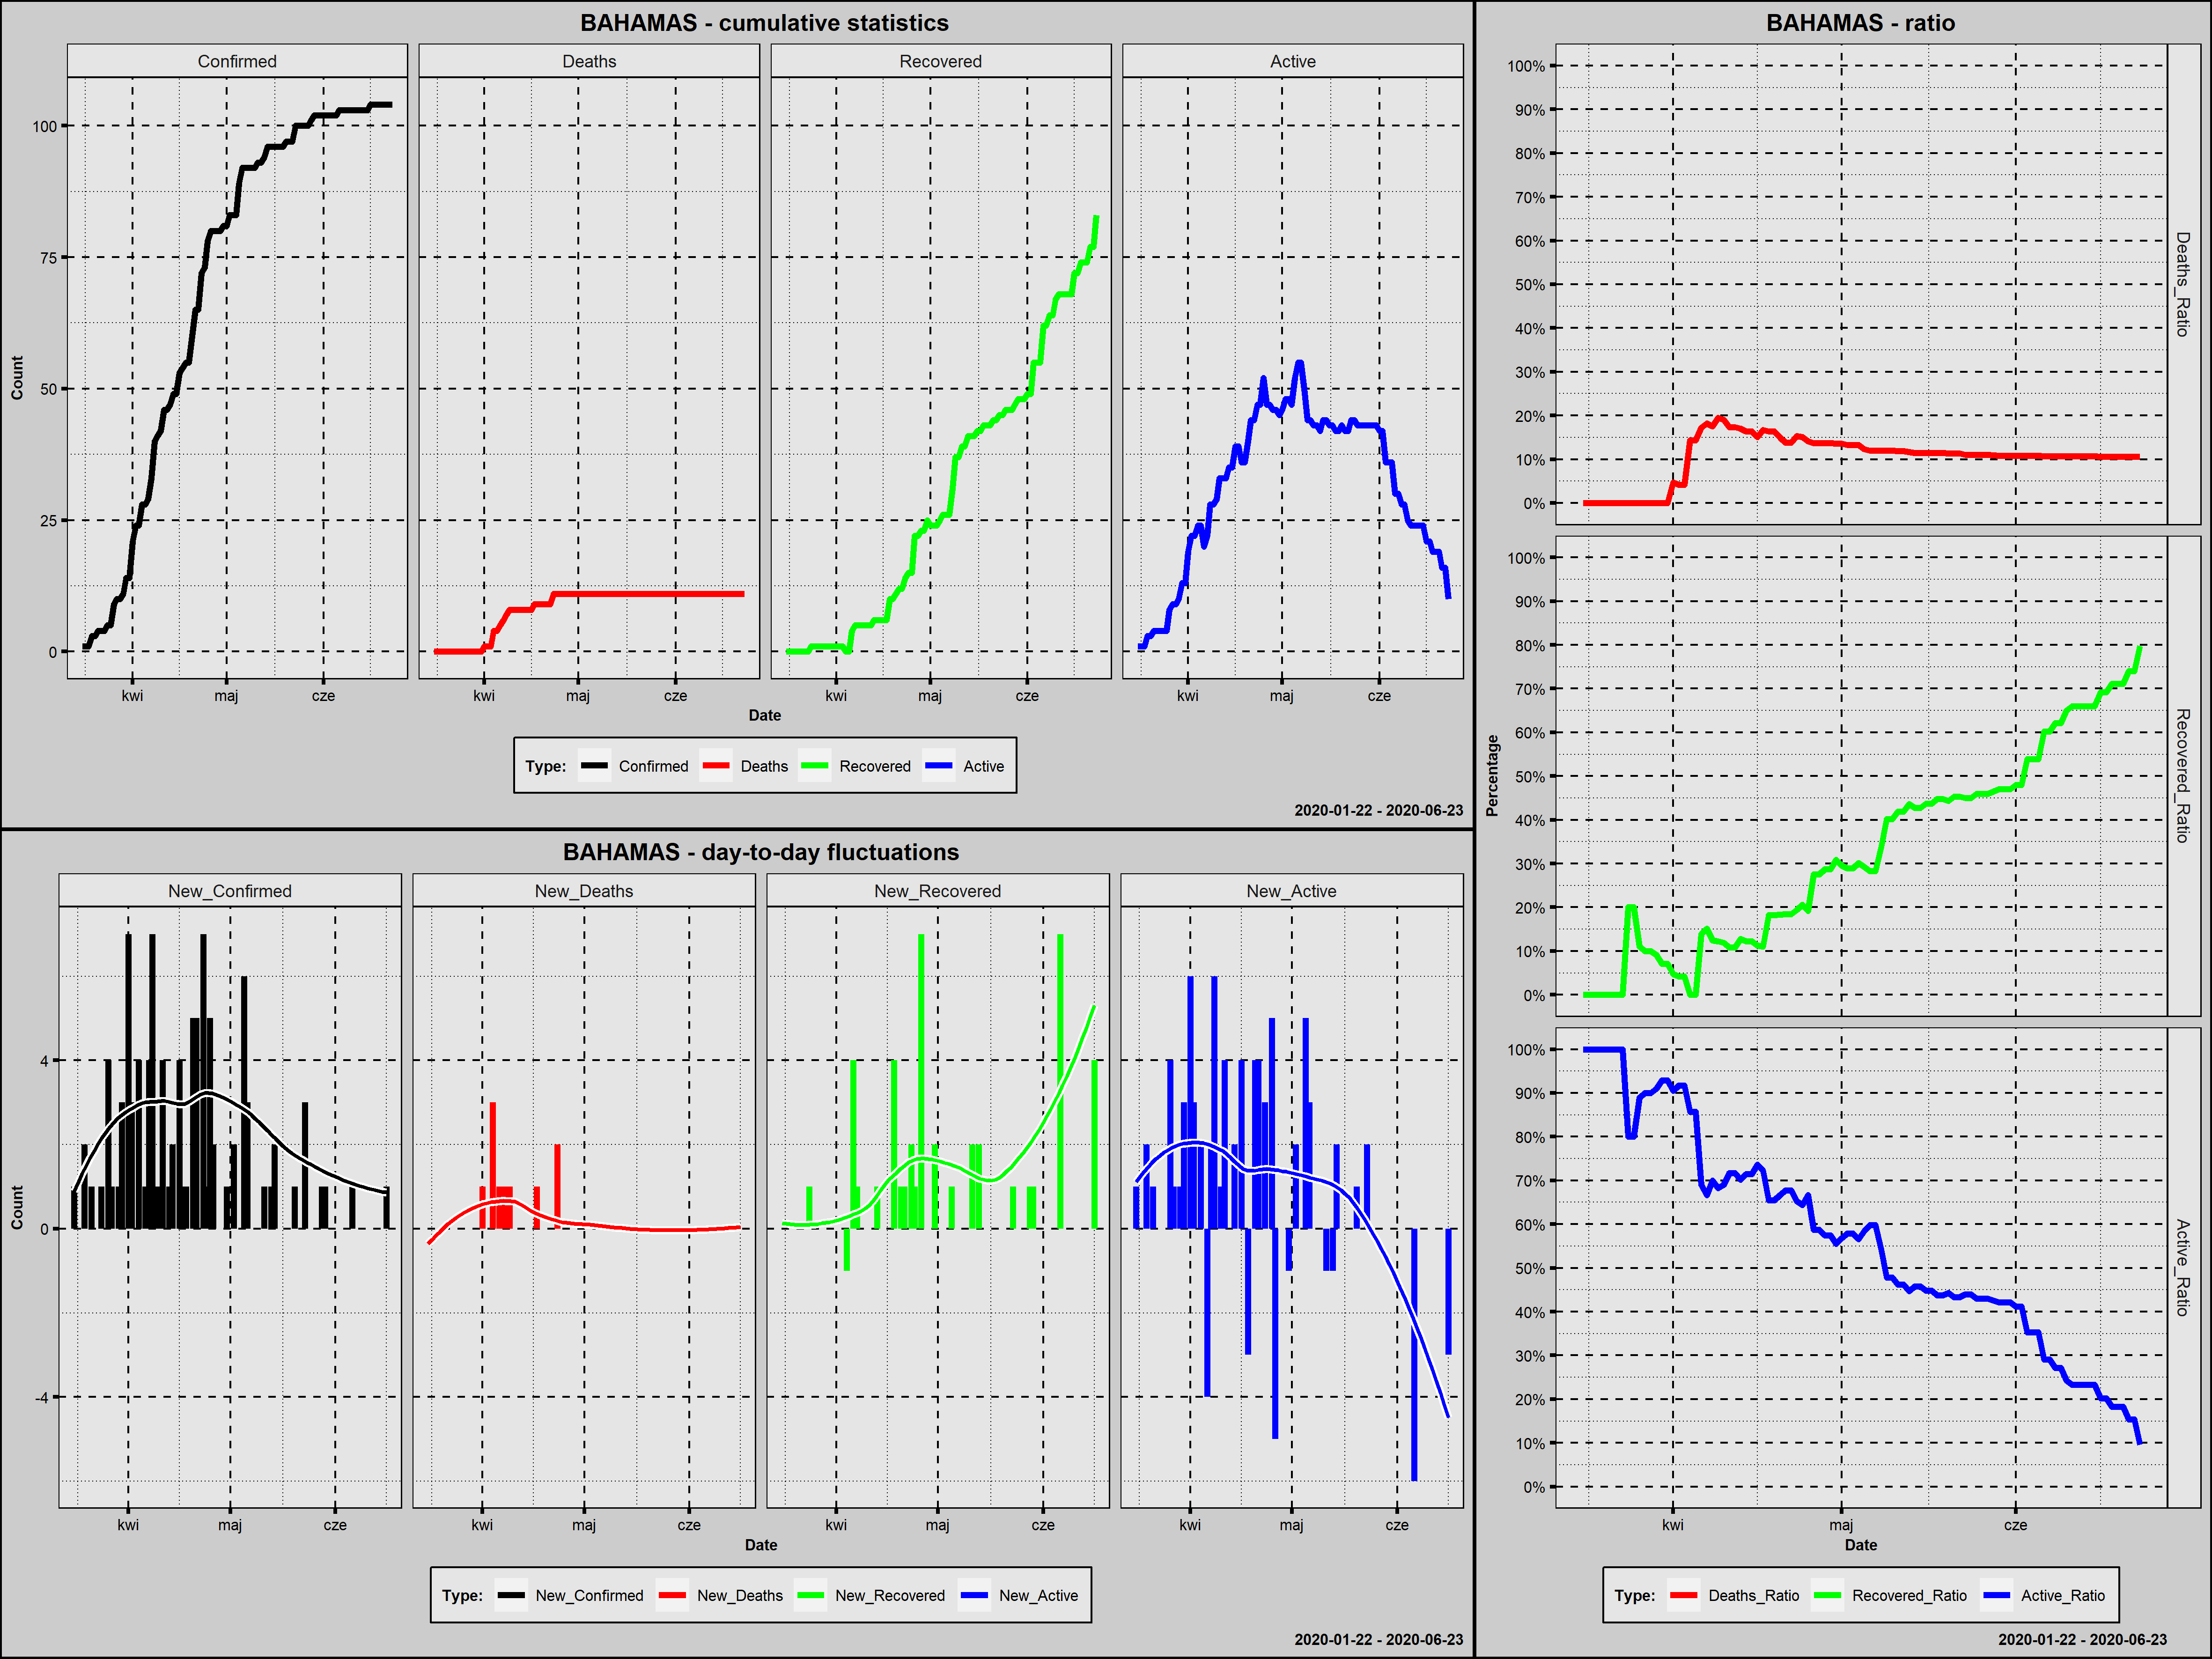 BAHAMAS - cumulative statistics
Confirmed
Deaths
Recovered
Active
Count
100
75
50
25
0
kwi
maj
cze
kwi
maj
cze
kwi
maj
cze
kwi
maj
cze
Date
Type:
Confirmed
Deaths
Recovered
Active
2020-01-22 - 2020-06-23
BAHAMAS - day-to-day fluctuations
New_Confirmed
New_Deaths
New_Recovered
New_Active
Count
4
0
-4
kwi
maj
cze
kwi
maj
cze
kwi
maj
cze
kwi
maj
cze
Date
Type:
New_Confirmed
New_Deaths
New_Recovered
New_Active
2020-01-22 - 2020-06-23
BAHAMAS - ratio
Percentage
100%
90%
80%
70%
60%
50%
40%
30%
20%
10%
0%
Deaths_Ratio
100%
90%
80%
70%
60%
50%
40%
30%
20%
10%
0%
Recovered_Ratio
100%
90%
80%
70%
60%
50%
40%
30%
20%
10%
0%
Active_Ratio
kwi
maj
cze
Date
Type:
Deaths_Ratio
Recovered_Ratio
Active_Ratio
2020-01-22 - 2020-06-23